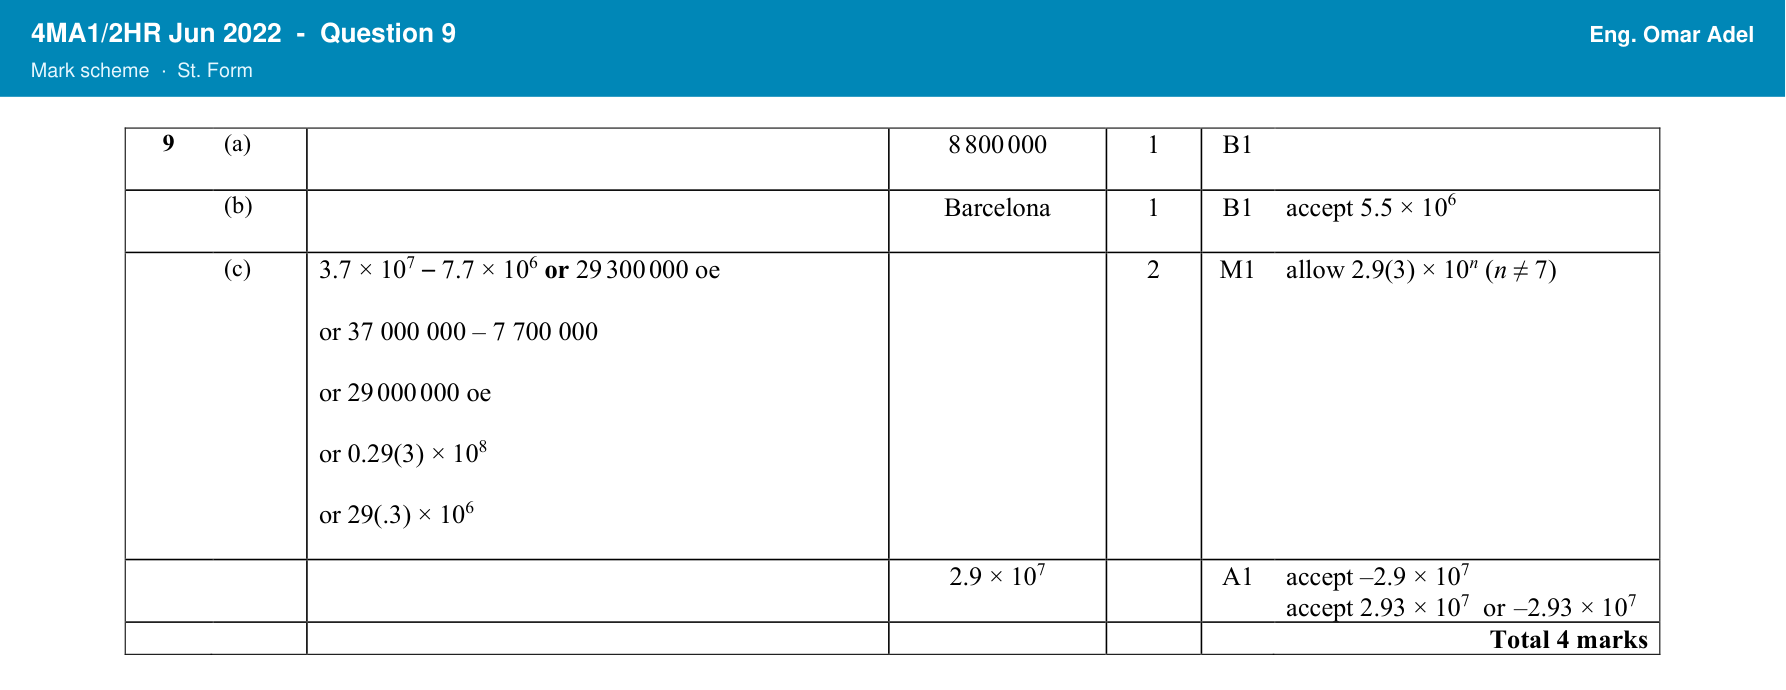 4MA1/2HR Jun 2022 - Question 9
Eng. Omar Adel
Mark scheme · St. Form
9 (a) 8 800 000 1 B1
(b) Barcelona 1 B1 accept 5.5 × 10⁶
(c) 3.7 × 10⁷ – 7.7 × 10⁶ or 29 300 000 oe 2 M1 allow 2.9(3) × 10ⁿ (n ≠ 7)
or 37 000 000 – 7 700 000
or 29 000 000 oe
or 0.29(3) × 10⁸
or 29(.3) × 10⁶
2.9 × 10⁷ A1 accept –2.9 × 10⁷
accept 2.93 × 10⁷ or –2.93 × 10⁷
Total 4 marks